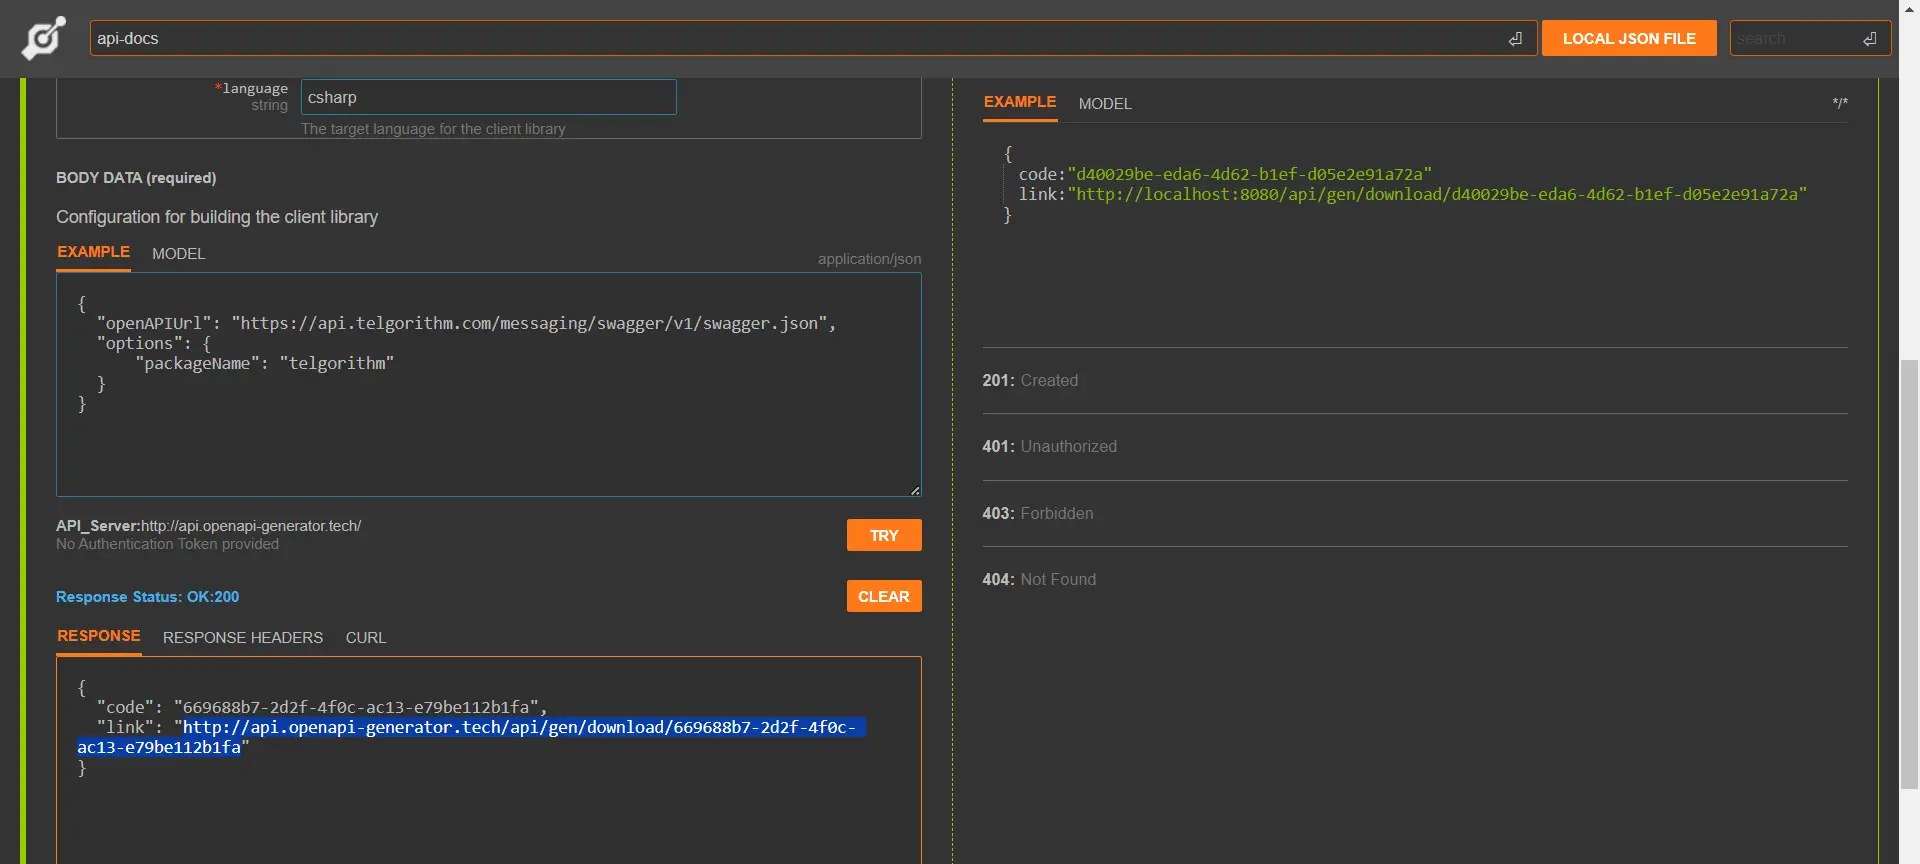 api-docs
LOCAL JSON FILE
search
*language
string
csharp
The target language for the client library
BODY DATA (required)
Configuration for building the client library
EXAMPLE MODEL
application/json
{
"openAPIUrl": "https://api.telgorithm.com/messaging/swagger/v1/swagger.json",
"options": {
"packageName": "telgorithm"
}
}
API_Server:http://api.openapi-generator.tech/
No Authentication Token provided
TRY
Response Status: OK:200
CLEAR
RESPONSE RESPONSE HEADERS CURL
{
"code": "669688b7-2d2f-4f0c-ac13-e79be112b1fa",
"link": "http://api.openapi-generator.tech/api/gen/download/669688b7-2d2f-4f0c-
ac13-e79be112b1fa"
}
EXAMPLE MODEL
*/*
{
code:"d40029be-eda6-4d62-b1ef-d05e2e91a72a"
link:"http://localhost:8080/api/gen/download/d40029be-eda6-4d62-b1ef-d05e2e91a72a"
}
201: Created
401: Unauthorized
403: Forbidden
404: Not Found